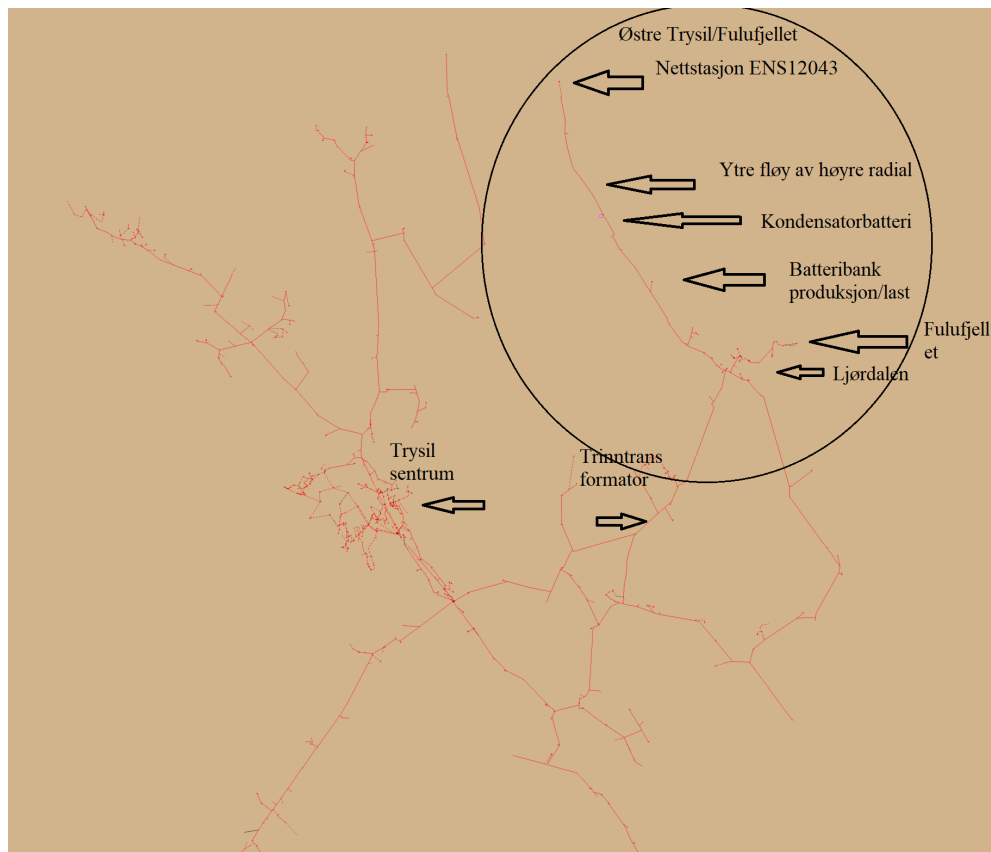 Østre Trysil/Fulufjellet
Nettstasjon ENS12043
Ytre fløy av høyre radial
Kondensatorbatteri
Batteribank
produksjon/last
Fulufjell
et
Ljørdalen
Trysil
sentrum
Trinntrans
formator